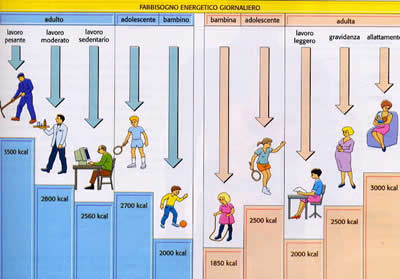 FABBISOGNO ENERGETICO GIORNALIERO
adulto
adolescente
bambino
bambina
adolescente
adulta
lavoro
pesante
lavoro
moderato
lavoro
sedentario
lavoro
leggero
gravidanza
allattamento
3500 kcal
2800 kcal
2560 kcal
2700 kcal
2000 kcal
1850 kcal
2500 kcal
2000 kcal
2500 kcal
3000 kcal